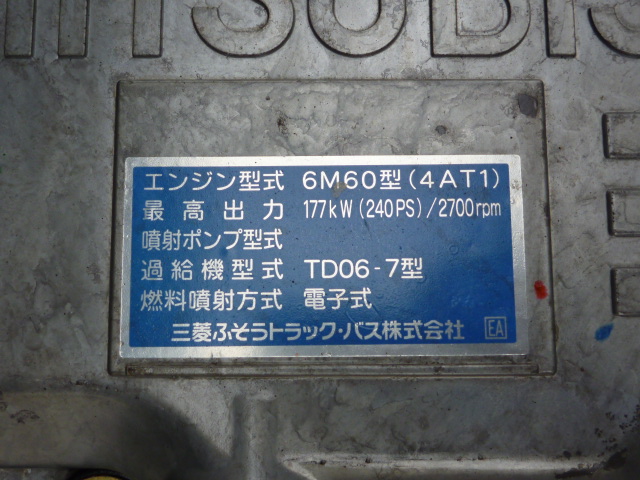 MITSUBIS
エンジン型式 6M60型(4AT1)
最高出力 177kW(240PS)/2700rpm
噴射ポンプ型式
過給機型式 TD06-7型
燃料噴射方式 電子式
三菱ふそうトラック・バス株式会社 EA